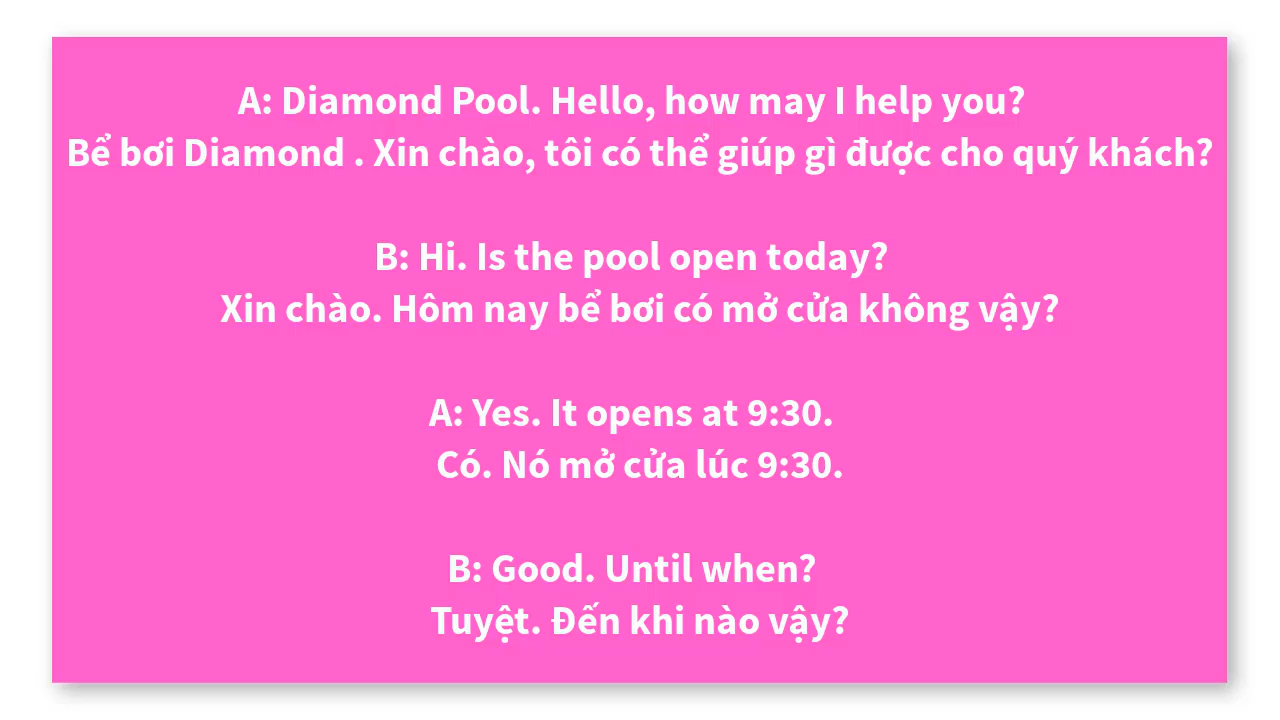 A: Diamond Pool. Hello, how may I help you?
Bể bơi Diamond . Xin chào, tôi có thể giúp gì được cho quý khách?
B: Hi. Is the pool open today?
Xin chào. Hôm nay bể bơi có mở cửa không vậy?
A: Yes. It opens at 9:30.
Có. Nó mở cửa lúc 9:30.
B: Good. Until when?
Tuyệt. Đến khi nào vậy?